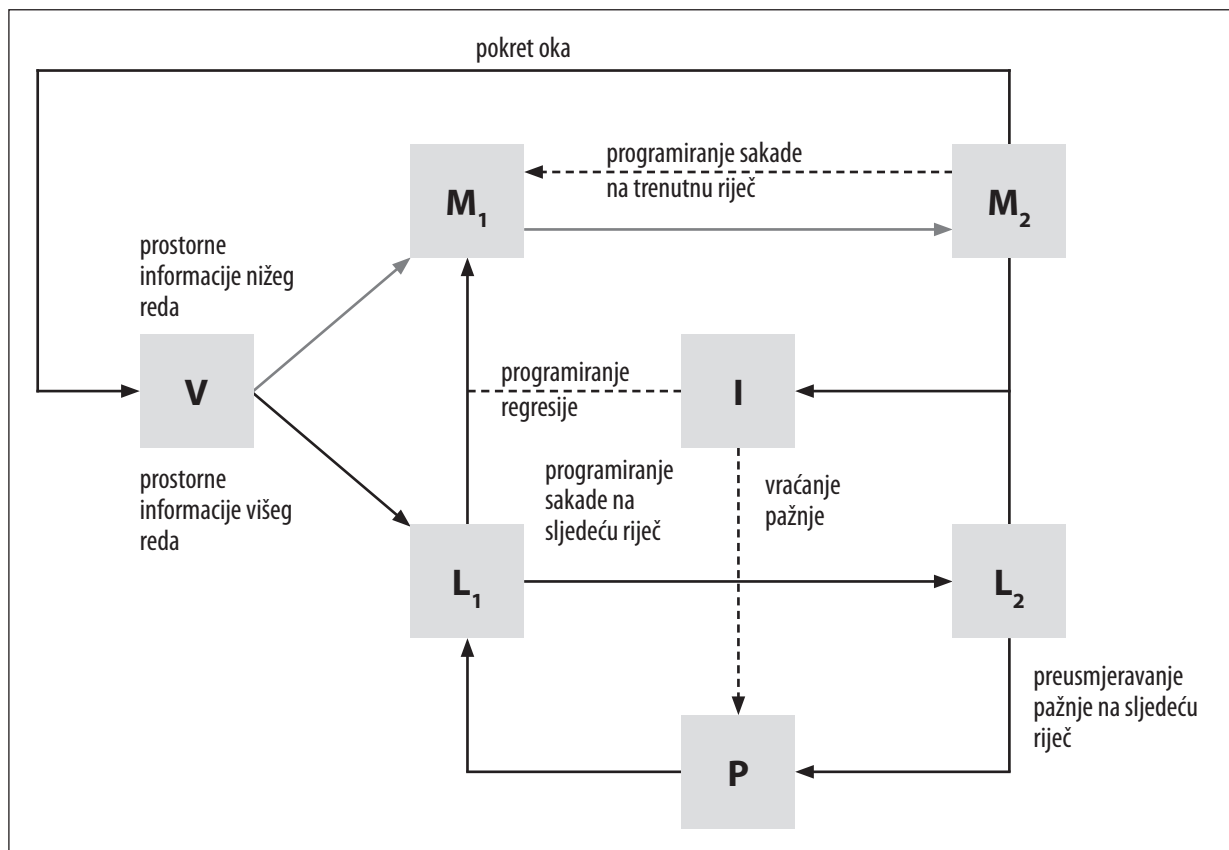 pokret oka
programiranje sakade
na trenutnu riječ
M₁
M₂
prostorne
informacije nižeg
reda
V
programiranje
regresije
I
prostorne
informacije višeg
reda
programiranje
sakade na
sljedeću riječ
vraćanje
pažnje
L₁
L₂
preusmjeravanje
pažnje na sljedeću
riječ
P